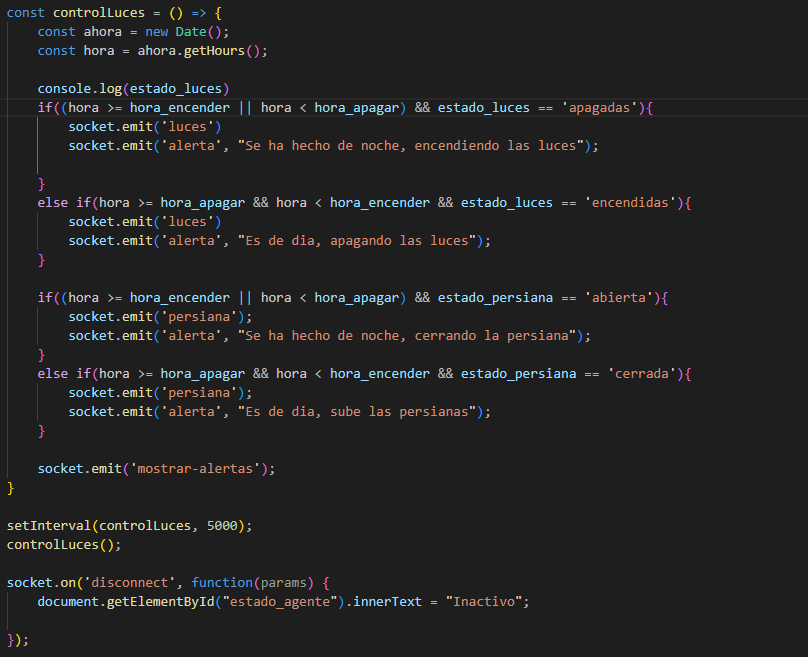 const controlLuces = () => {
    const ahora = new Date();
    const hora = ahora.getHours();

    console.log(estado_luces)
    if((hora >= hora_encender || hora < hora_apagar) && estado_luces == 'apagadas'){
        socket.emit('luces')
        socket.emit('alerta', "Se ha hecho de noche, encendiendo las luces");

    }
    else if(hora >= hora_apagar && hora < hora_encender && estado_luces == 'encendidas'){
        socket.emit('luces')
        socket.emit('alerta', "Es de dia, apagando las luces");
    }

    if((hora >= hora_encender || hora < hora_apagar) && estado_persiana == 'abierta'){
        socket.emit('persiana');
        socket.emit('alerta', "Se ha hecho de noche, cerrando la persiana");
    }
    else if(hora >= hora_apagar && hora < hora_encender && estado_persiana == 'cerrada'){
        socket.emit('persiana');
        socket.emit('alerta', "Es de dia, sube las persianas");
    }

    socket.emit('mostrar-alertas');
}

setInterval(controlLuces, 5000);
controlLuces();

socket.on('disconnect', function(params) {
    document.getElementById("estado_agente").innerText = "Inactivo";

});